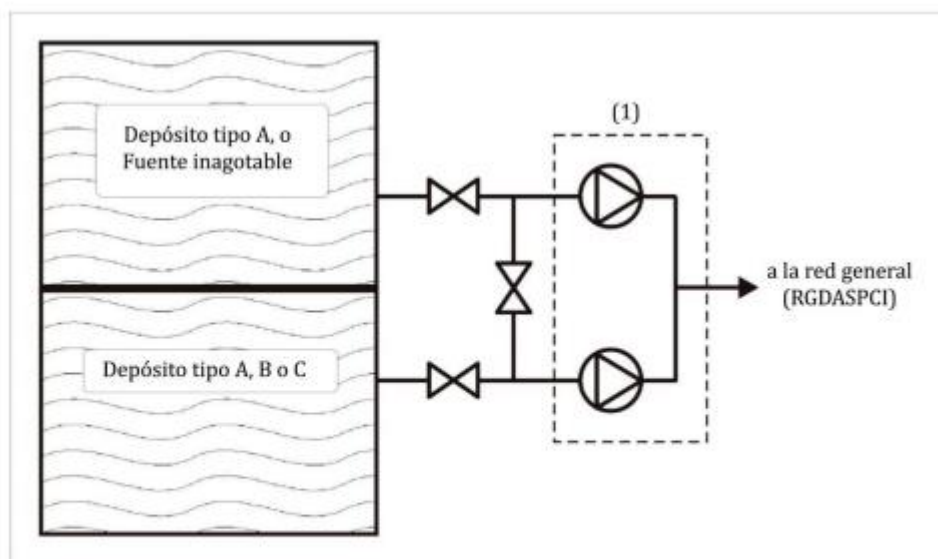 (1)
Depósito tipo A, o
Fuente inagotable
a la red general
(RGDASPCI)
Depósito tipo A, B o C